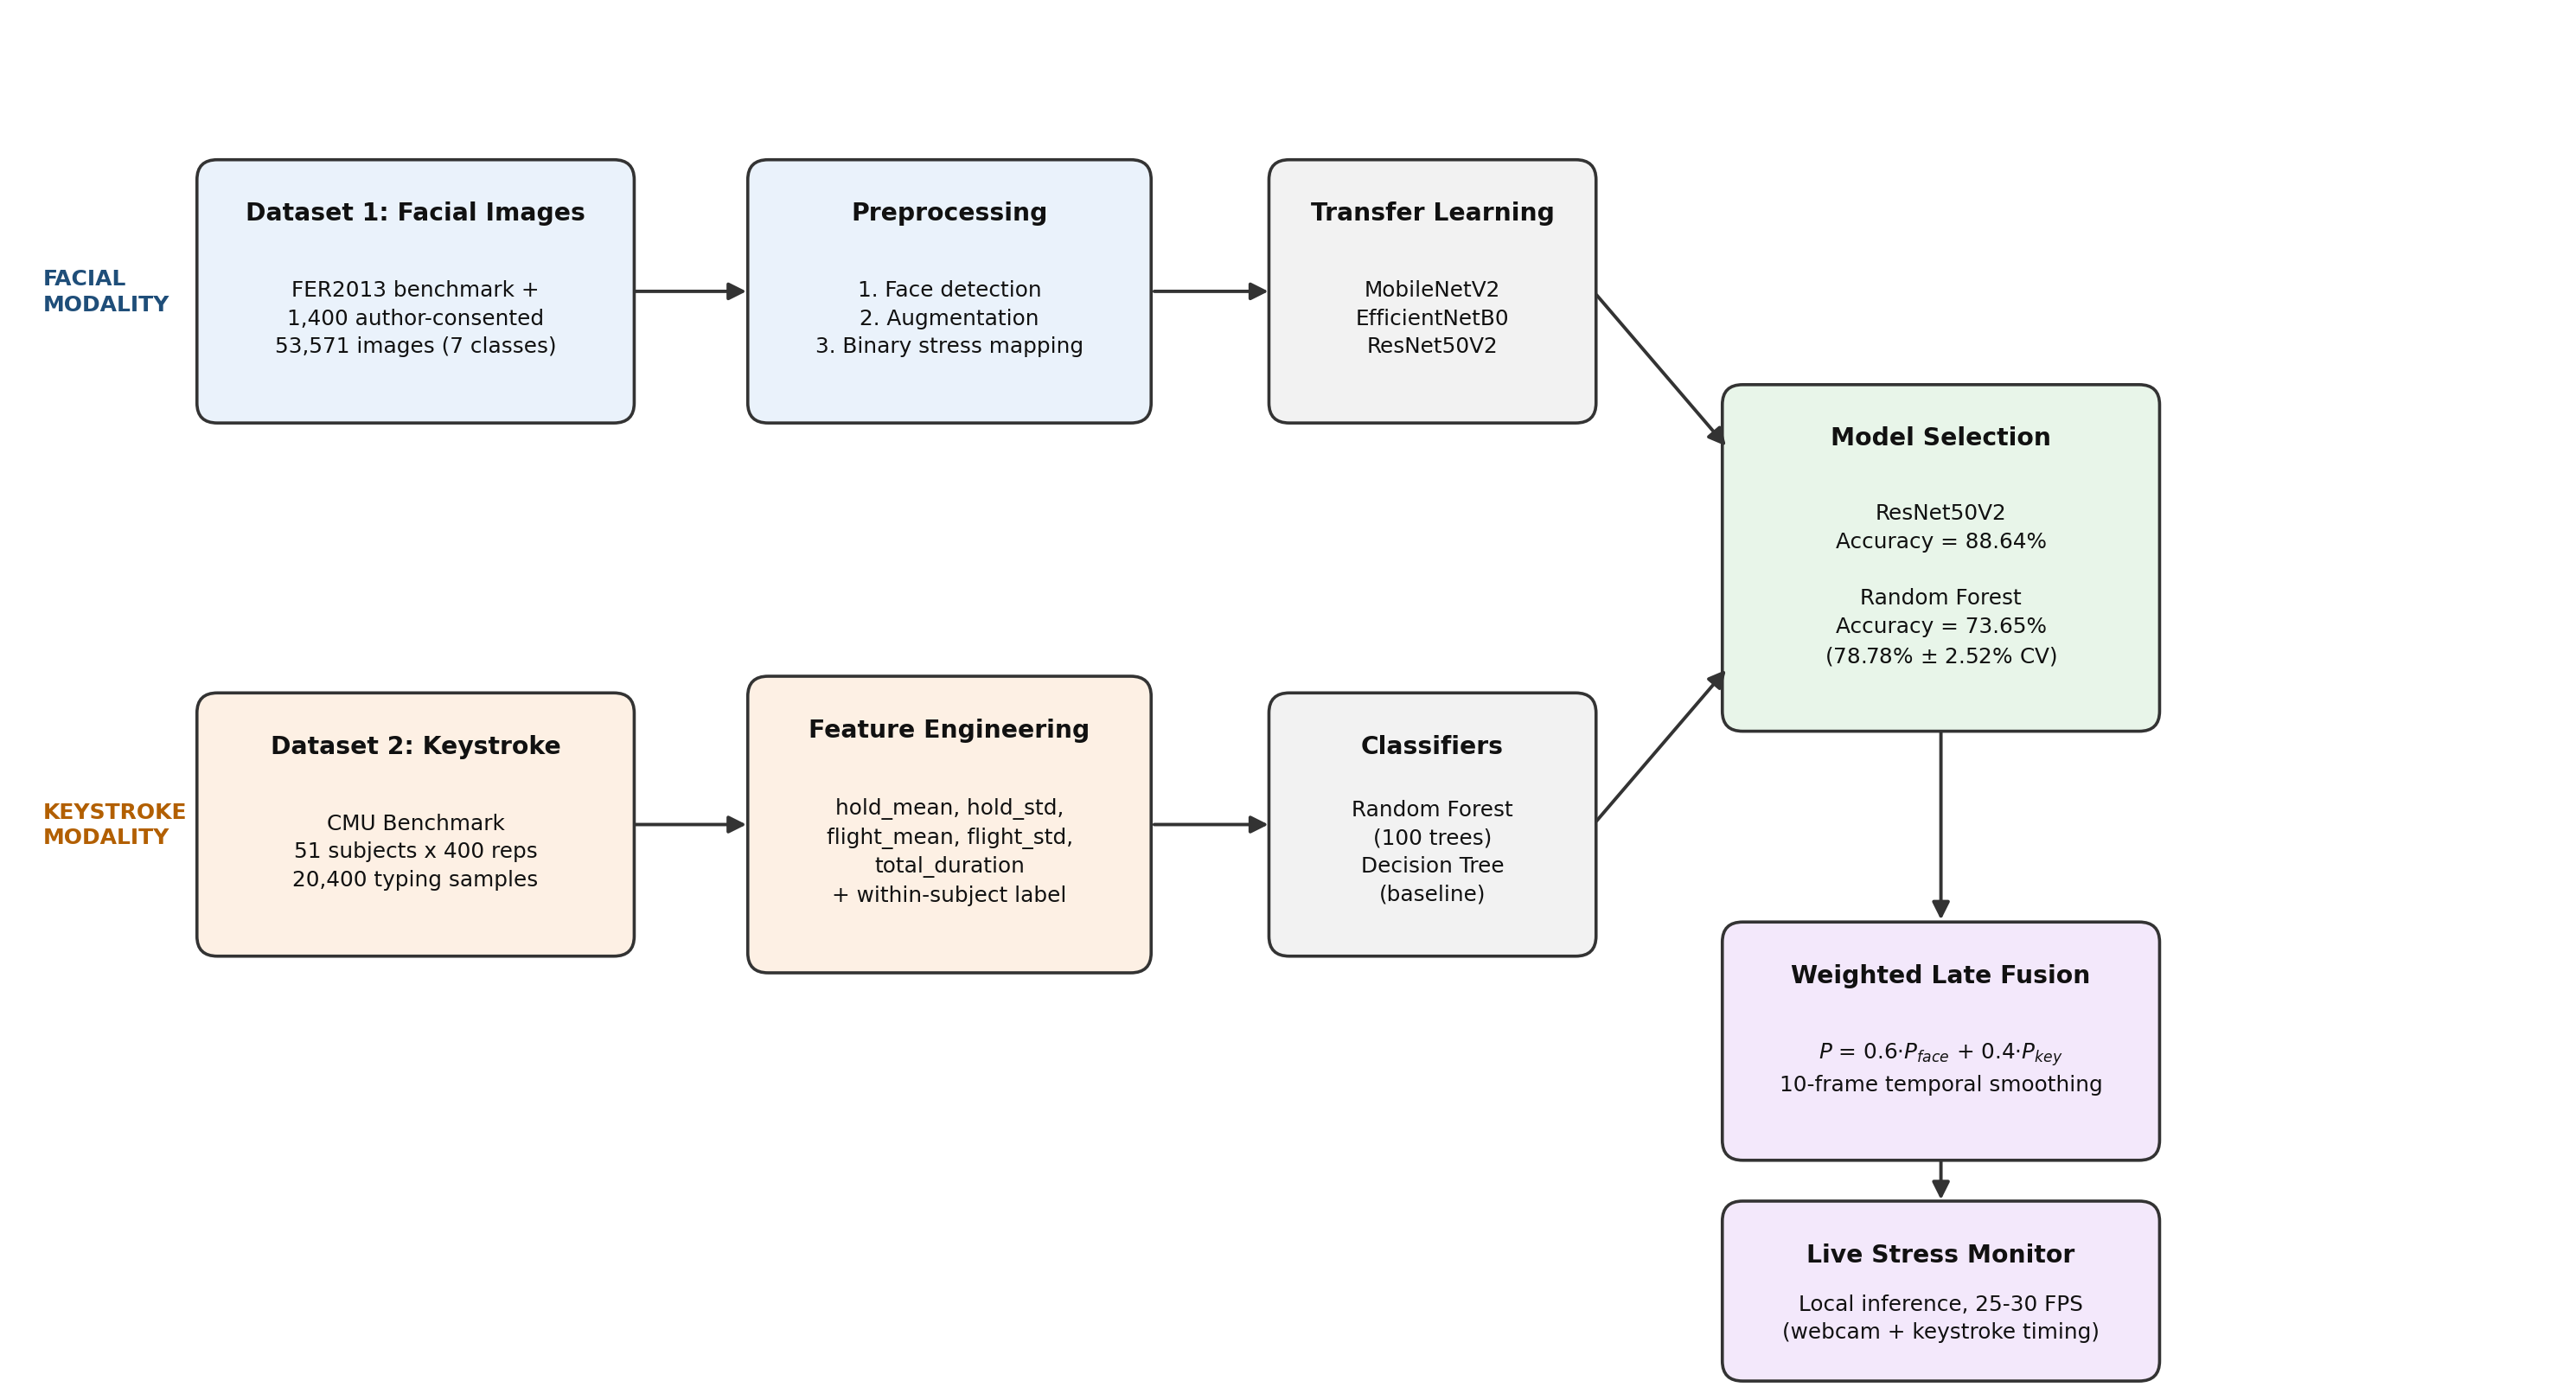 FACIAL
MODALITY
Dataset 1: Facial Images
FER2013 benchmark +
1,400 author-consented
53,571 images (7 classes)
Preprocessing
1. Face detection
2. Augmentation
3. Binary stress mapping
Transfer Learning
MobileNetV2
EfficientNetB0
ResNet50V2
KEYSTROKE
MODALITY
Dataset 2: Keystroke
CMU Benchmark
51 subjects x 400 reps
20,400 typing samples
Feature Engineering
hold_mean, hold_std,
flight_mean, flight_std,
total_duration
+ within-subject label
Classifiers
Random Forest
(100 trees)
Decision Tree
(baseline)
Model Selection
ResNet50V2
Accuracy = 88.64%
Random Forest
Accuracy = 73.65%
(78.78% ± 2.52% CV)
Weighted Late Fusion
P = 0.6·P_face + 0.4·P_key
10-frame temporal smoothing
Live Stress Monitor
Local inference, 25-30 FPS
(webcam + keystroke timing)